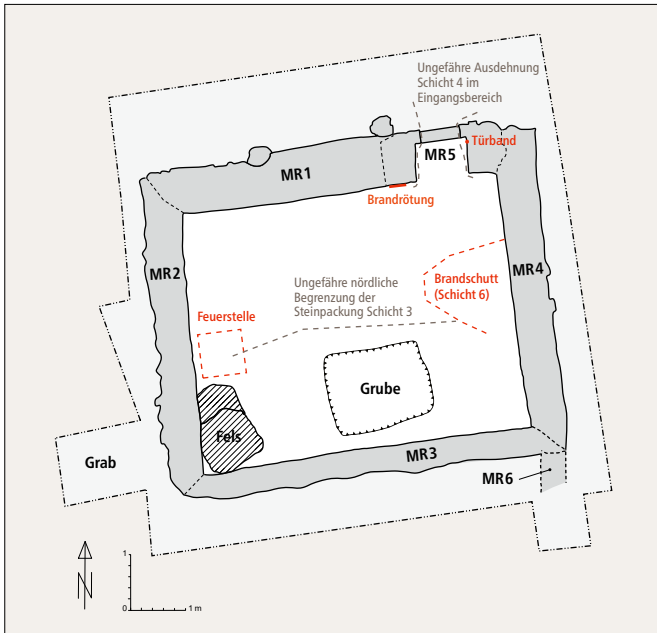 Ungefähre Ausdehnung
Schicht 4 im
Eingangsbereich
Türband
MR5
MR1
Brandrötung
MR2
MR4
Ungefähre nördliche
Begrenzung der
Steinpackung Schicht 3
Brandschutt
(Schicht 6)
Feuerstelle
Grube
Fels
Grab
MR3
MR6
N
1
0
1 m